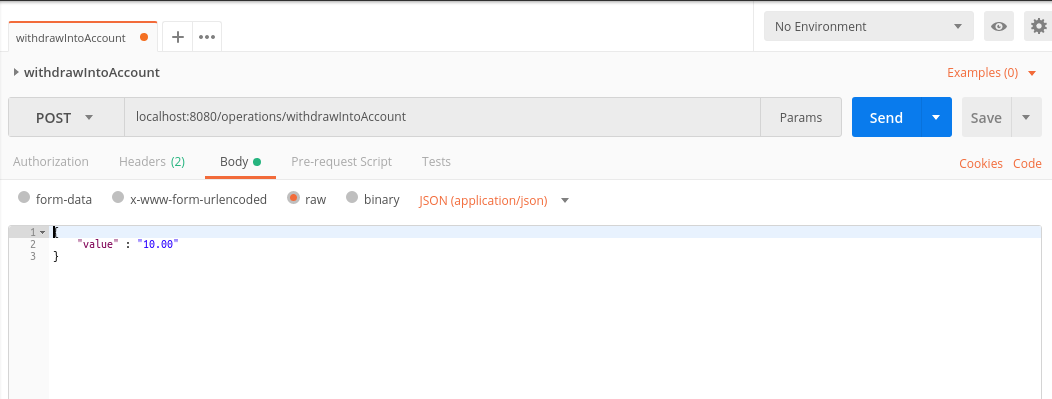 withdrawIntoAccount
No Environment
withdrawIntoAccount
Examples (0)
POST
localhost:8080/operations/withdrawIntoAccount
Params
Send
Save
Authorization
Headers (2)
Body
Pre-request Script
Tests
Cookies
Code
form-data
x-www-form-urlencoded
raw
binary
JSON (application/json)
1 {
2 "value" : "10.00"
3 }